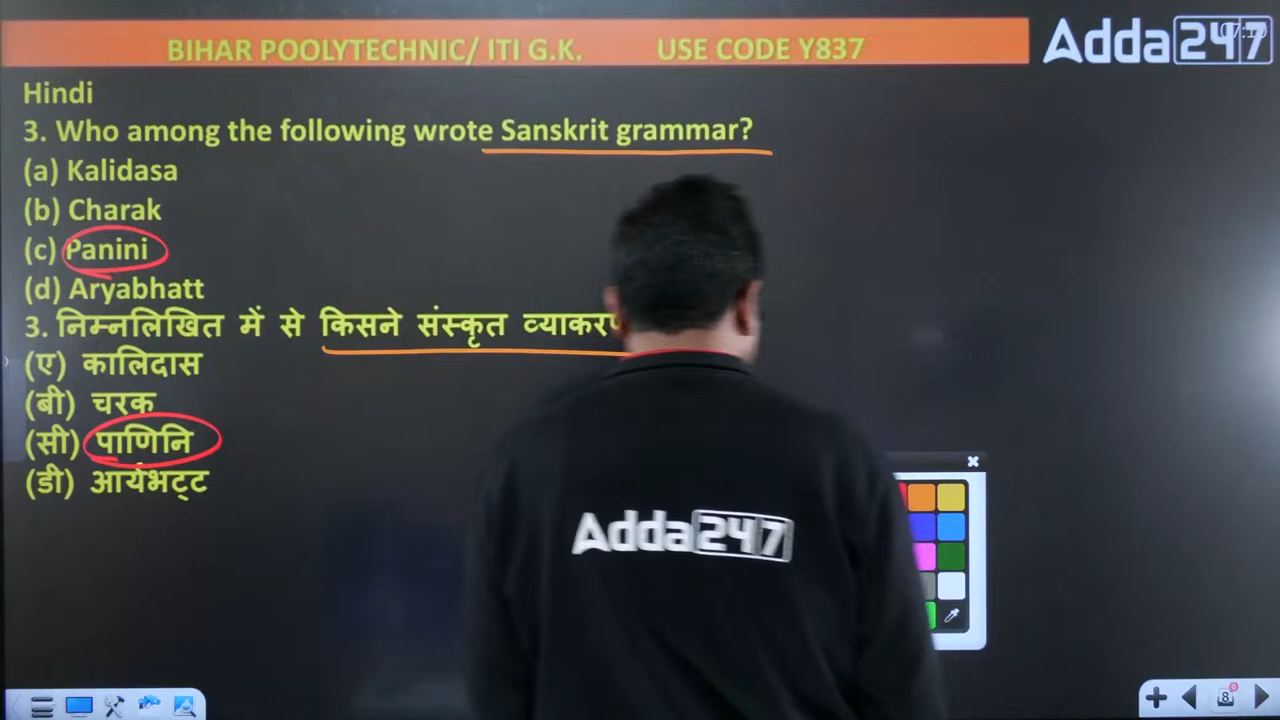 BIHAR POOLYTECHNIC/ ITI G.K. USE CODE Y837
Adda247
Hindi
3. Who among the following wrote Sanskrit grammar?
(a) Kalidasa
(b) Charak
(c) Panini
(d) Aryabhatt
3. निम्नलिखित में से किसने संस्कृत
(ए) कालिदास
(बी) चरक
(सी) पाणिनि
(डी) आर्यभट्ट
Adda247
8